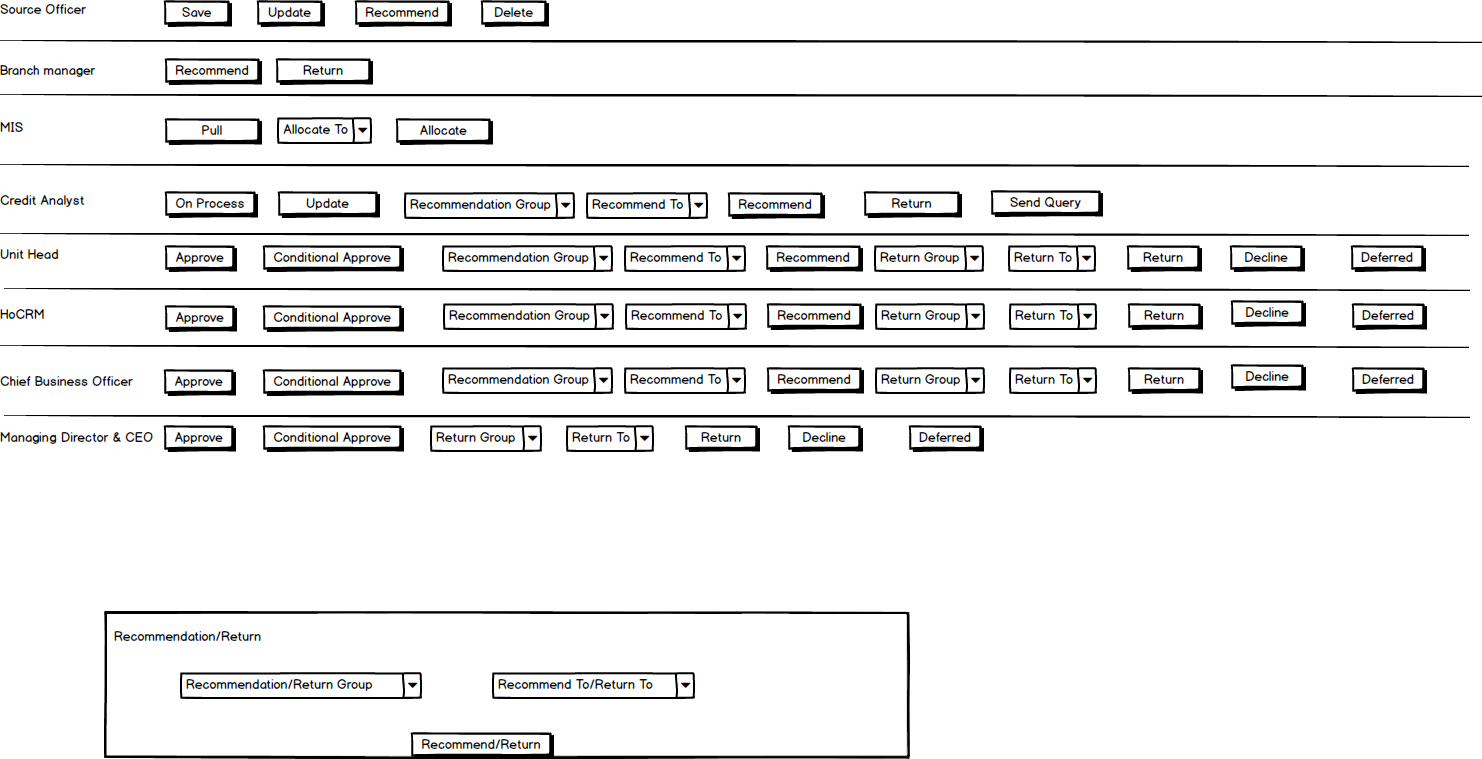 Source Officer Save Update Recommend Delete
Branch manager Recommend Return
MIS Pull Allocate To Allocate
Credit Analyst On Process Update Recommendation Group Recommend To Recommend Return Send Query
Unit Head Approve Conditional Approve Recommendation Group Recommend To Recommend Return Group Return To Return Decline Deferred
HoCRM Approve Conditional Approve Recommendation Group Recommend To Recommend Return Group Return To Return Decline Deferred
Chief Business Officer Approve Conditional Approve Recommendation Group Recommend To Recommend Return Group Return To Return Decline Deferred
Managing Director & CEO Approve Conditional Approve Return Group Return To Return Decline Deferred
Recommendation/Return
Recommendation/Return Group Recommend To/Return To
Recommend/Return